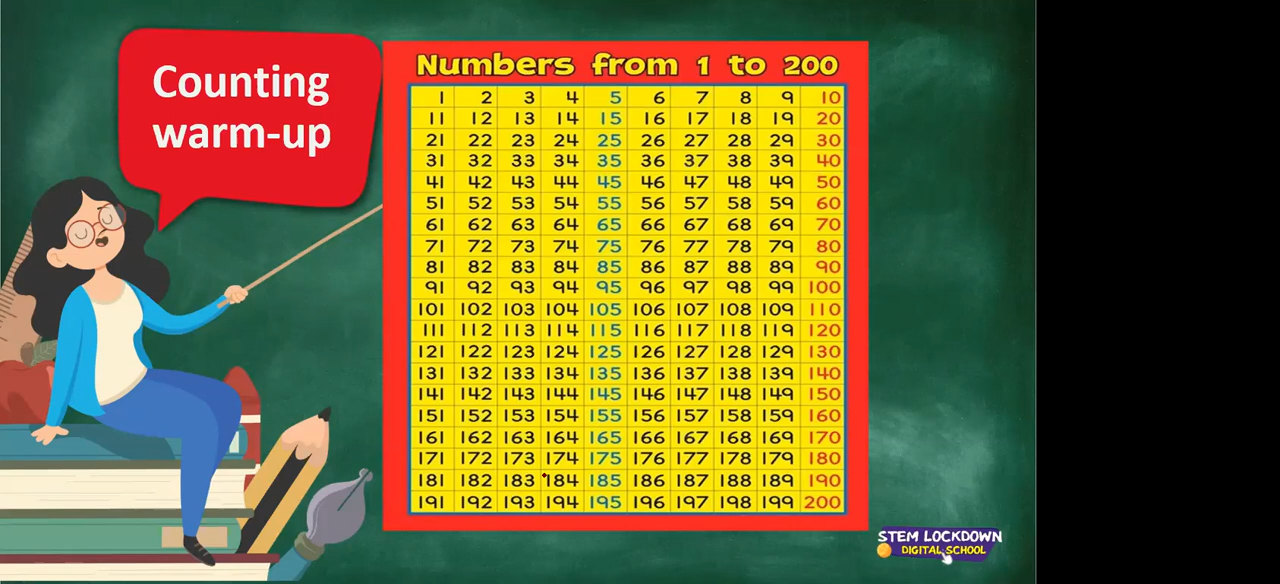 Counting
warm-up
Numbers from 1 to 200
1 2 3 4 5 6 7 8 9 10
11 12 13 14 15 16 17 18 19 20
21 22 23 24 25 26 27 28 29 30
31 32 33 34 35 36 37 38 39 40
41 42 43 44 45 46 47 48 49 50
51 52 53 54 55 56 57 58 59 60
61 62 63 64 65 66 67 68 69 70
71 72 73 74 75 76 77 78 79 80
81 82 83 84 85 86 87 88 89 90
91 92 93 94 95 96 97 98 99 100
101 102 103 104 105 106 107 108 109 110
111 112 113 114 115 116 117 118 119 120
121 122 123 124 125 126 127 128 129 130
131 132 133 134 135 136 137 138 139 140
141 142 143 144 145 146 147 148 149 150
151 152 153 154 155 156 157 158 159 160
161 162 163 164 165 166 167 168 169 170
171 172 173 174 175 176 177 178 179 180
181 182 183 184 185 186 187 188 189 190
191 192 193 194 195 196 197 198 199 200
STEM LOCKDOWN
DIGITAL SCHOOL